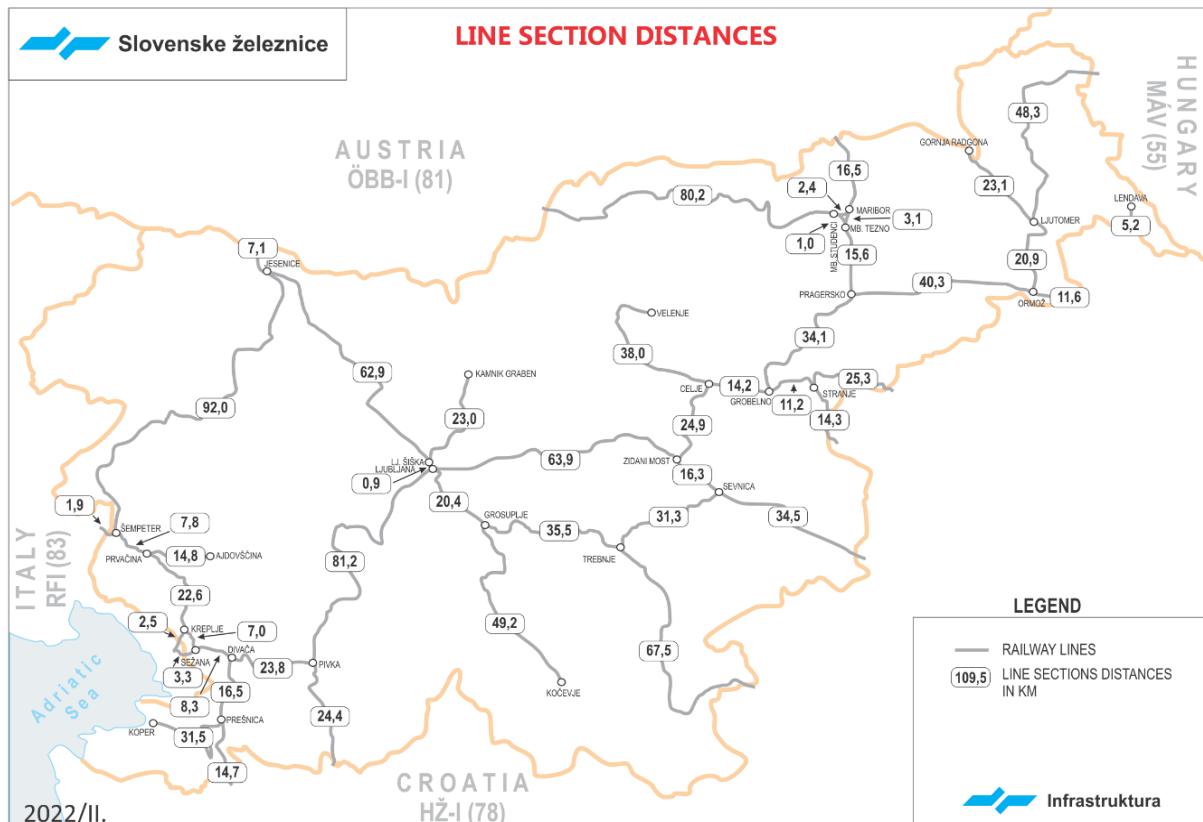 Slovenske železnice
LINE SECTION DISTANCES
AUSTRIA
ÖBB-I (81)
HUNGARY
MÁV (55)
ITALY
RFI (83)
CROATIA
HŽ-I (78)
Adriatic
Sea
48,3
GORNJA RADGONA
16,5
23,1
2,4
80,2
MARIBOR
3,1
LENDAVA
5,2
LJUTOMER
1,0
MB. STUDENCI
MB. TEZNO
7,1
JESENICE
15,6
20,9
40,3
PRAGERSKO
ORMOŽ
11,6
VELENJE
34,1
38,0
62,9
KAMNIK GRABEN
25,3
CELJE
14,2
GROBELNO
11,2
STRANJE
14,3
92,0
23,0
24,9
LJ. ŠIŠKA
LJUBLJANA
63,9
ZIDANI MOST
0,9
16,3
SEVNICA
20,4
1,9
7,8
GROSUPLJE
31,3
34,5
ŠEMPETER
35,5
PRVAČINA
14,8
AJDOVŠČINA
81,2
TREBNJE
22,6
2,5
KREPLJE
7,0
49,2
SEŽANA
DIVAČA
23,8
PIVKA
67,5
3,3
16,5
KOČEVJE
8,3
24,4
KOPER
31,5
PREŠNICA
14,7
LEGEND
RAILWAY LINES
109,5
LINE SECTIONS DISTANCES
IN KM
Infrastruktura
2022/II.